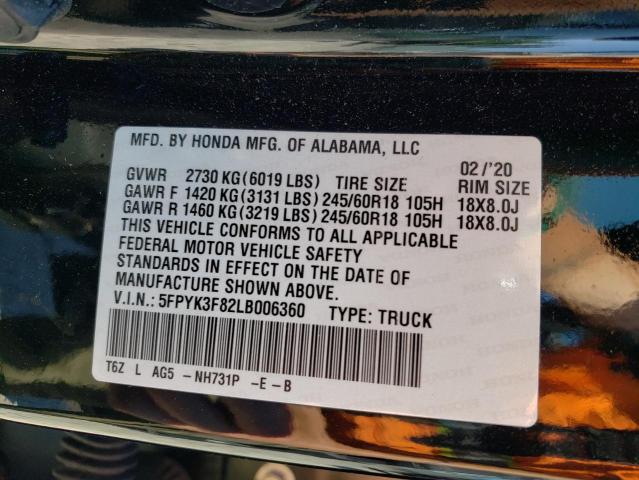 MFD. BY HONDA MFG. OF ALABAMA, LLC
02/'20
GVWR 2730 KG(6019 LBS) TIRE SIZE RIM SIZE
GAWR F 1420 KG(3131 LBS)245/60R18 105H 18X8.0J
GAWR R 1460 KG(3219 LBS)245/60R18 105H 18X8.0J
THIS VEHICLE CONFORMS TO ALL APPLICABLE
FEDERAL MOTOR VEHICLE SAFETY
STANDARDS IN EFFECT ON THE DATE OF
MANUFACTURE SHOWN ABOVE.
V.I.N.: 5FPYK3F82LB006360 TYPE: TRUCK
T6Z L AG5 -NH731P -E-B